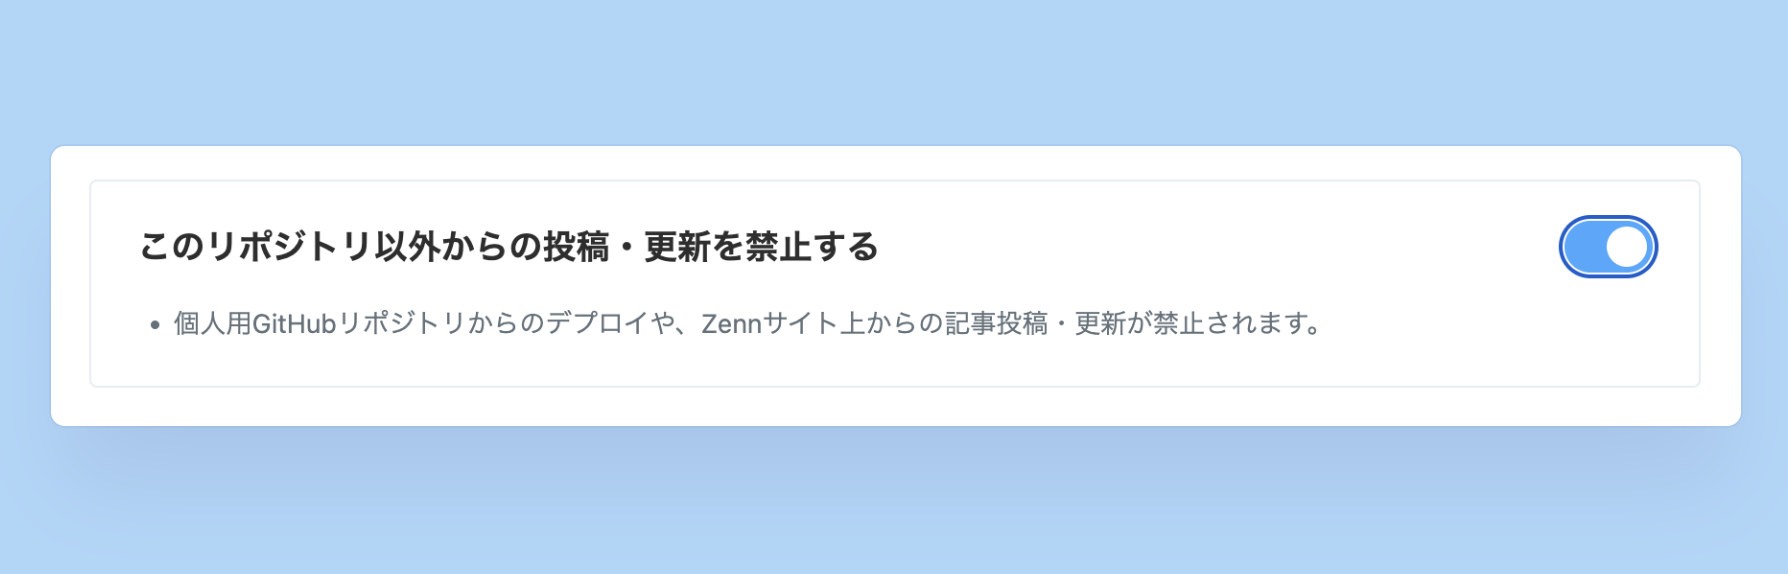 このリポジトリ以外からの投稿・更新を禁止する
• 個人用GitHubリポジトリからのデプロイや、Zennサイト上からの記事投稿・更新が禁止されます。